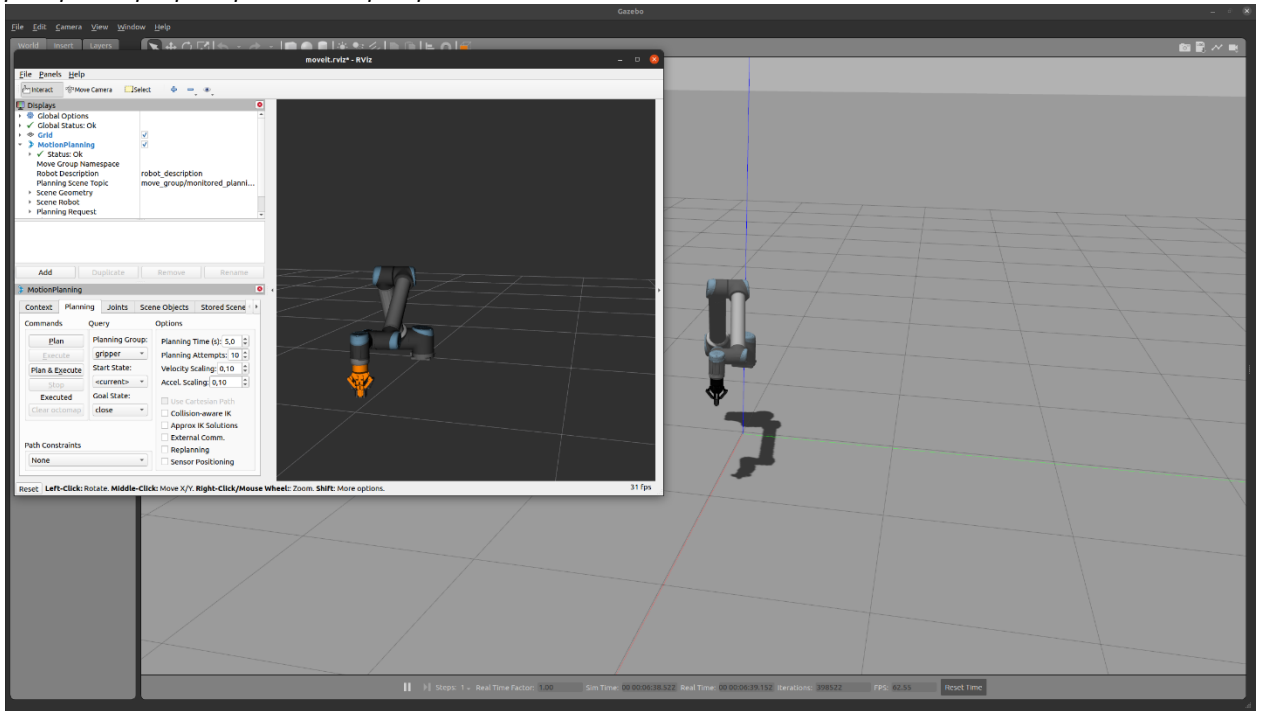 Gazebo
File Edit Camera View Window Help
World Insert Layers
moveit.rviz* - RViz
File Panels Help
Interact Move Camera Select
Displays
Global Options
Global Status: Ok
Grid
MotionPlanning
Status: Ok
Move Group Namespace
Robot Description robot_description
Planning Scene Topic move_group/monitored_planni...
Scene Geometry
Scene Robot
Planning Request
Add Duplicate Remove Rename
MotionPlanning
Context Planning Joints Scene Objects Stored Scene
Commands Query Options
Plan Planning Group: Planning Time (s): 5,0
Execute gripper Planning Attempts: 10
Plan & Execute Start State: Velocity Scaling: 0,10
Stop <current> Accel. Scaling: 0,10
Executed Goal State: Use Cartesian Path
Clear octomap close Collision-aware IK
Approx IK Solutions
External Comm.
Path Constraints Replanning
None Sensor Positioning
Reset Left-Click: Rotate. Middle-Click: Move X/Y. Right-Click/Mouse Wheel: Zoom. Shift: More options. 31 fps
Steps: 1 Real Time Factor: 1.00 Sim Time: 00 00:06:38.522 Real Time: 00 00:06:39.152 Iterations: 398522 FPS: 62.55 Reset Time